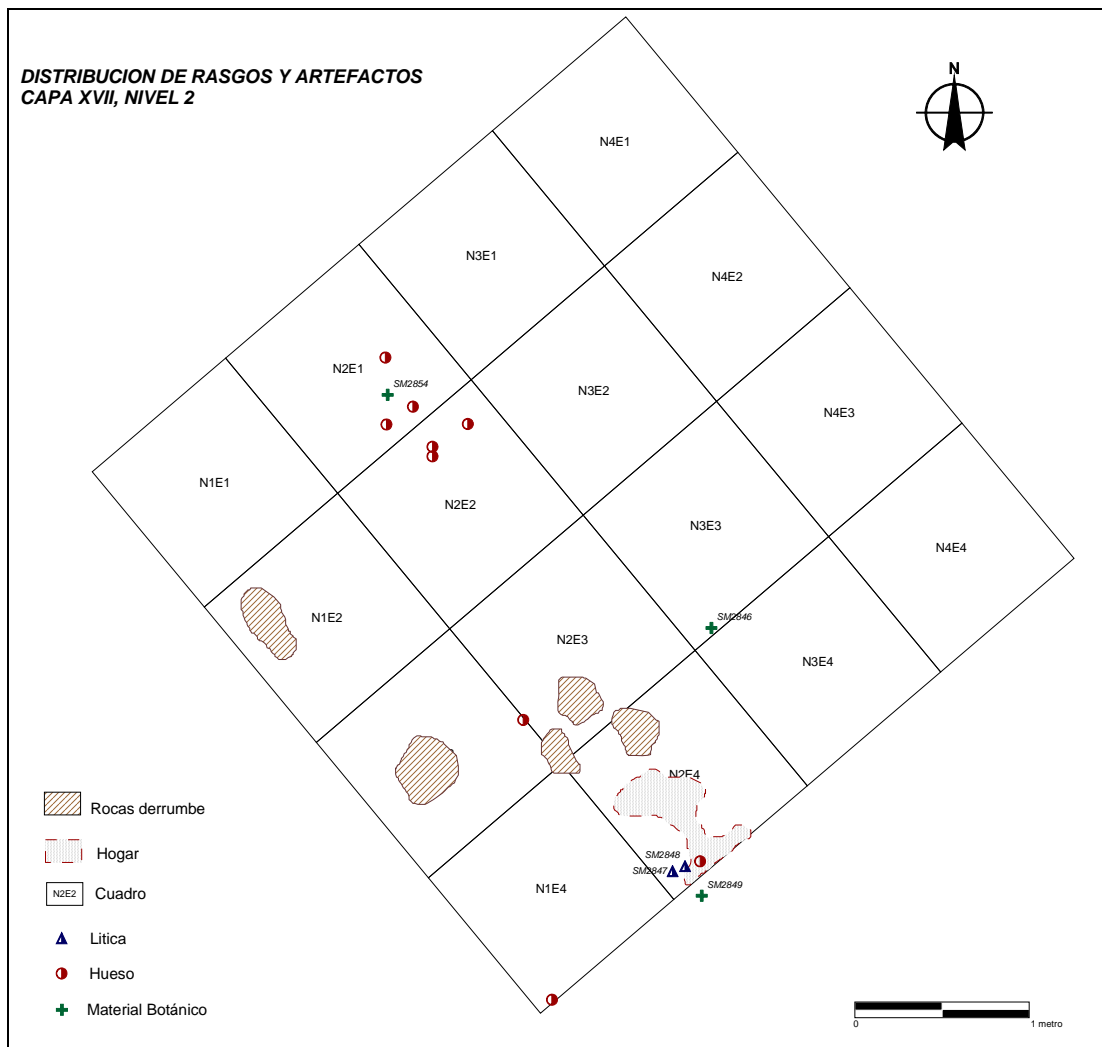 DISTRIBUCION DE RASGOS Y ARTEFACTOS
CAPA XVII, NIVEL 2
N
N4E1
N3E1
N4E2
N2E1
SM2854
N3E2
N4E3
N1E1
N2E2
N3E3
N4E4
N1E2
SM2846
N2E3
N3E4
N2E4
SM2848
SM2847
SM2849
N1E4
Rocas derrumbe
Hogar
N2E2
Cuadro
Litica
Hueso
Material Botánico
0
1 metro